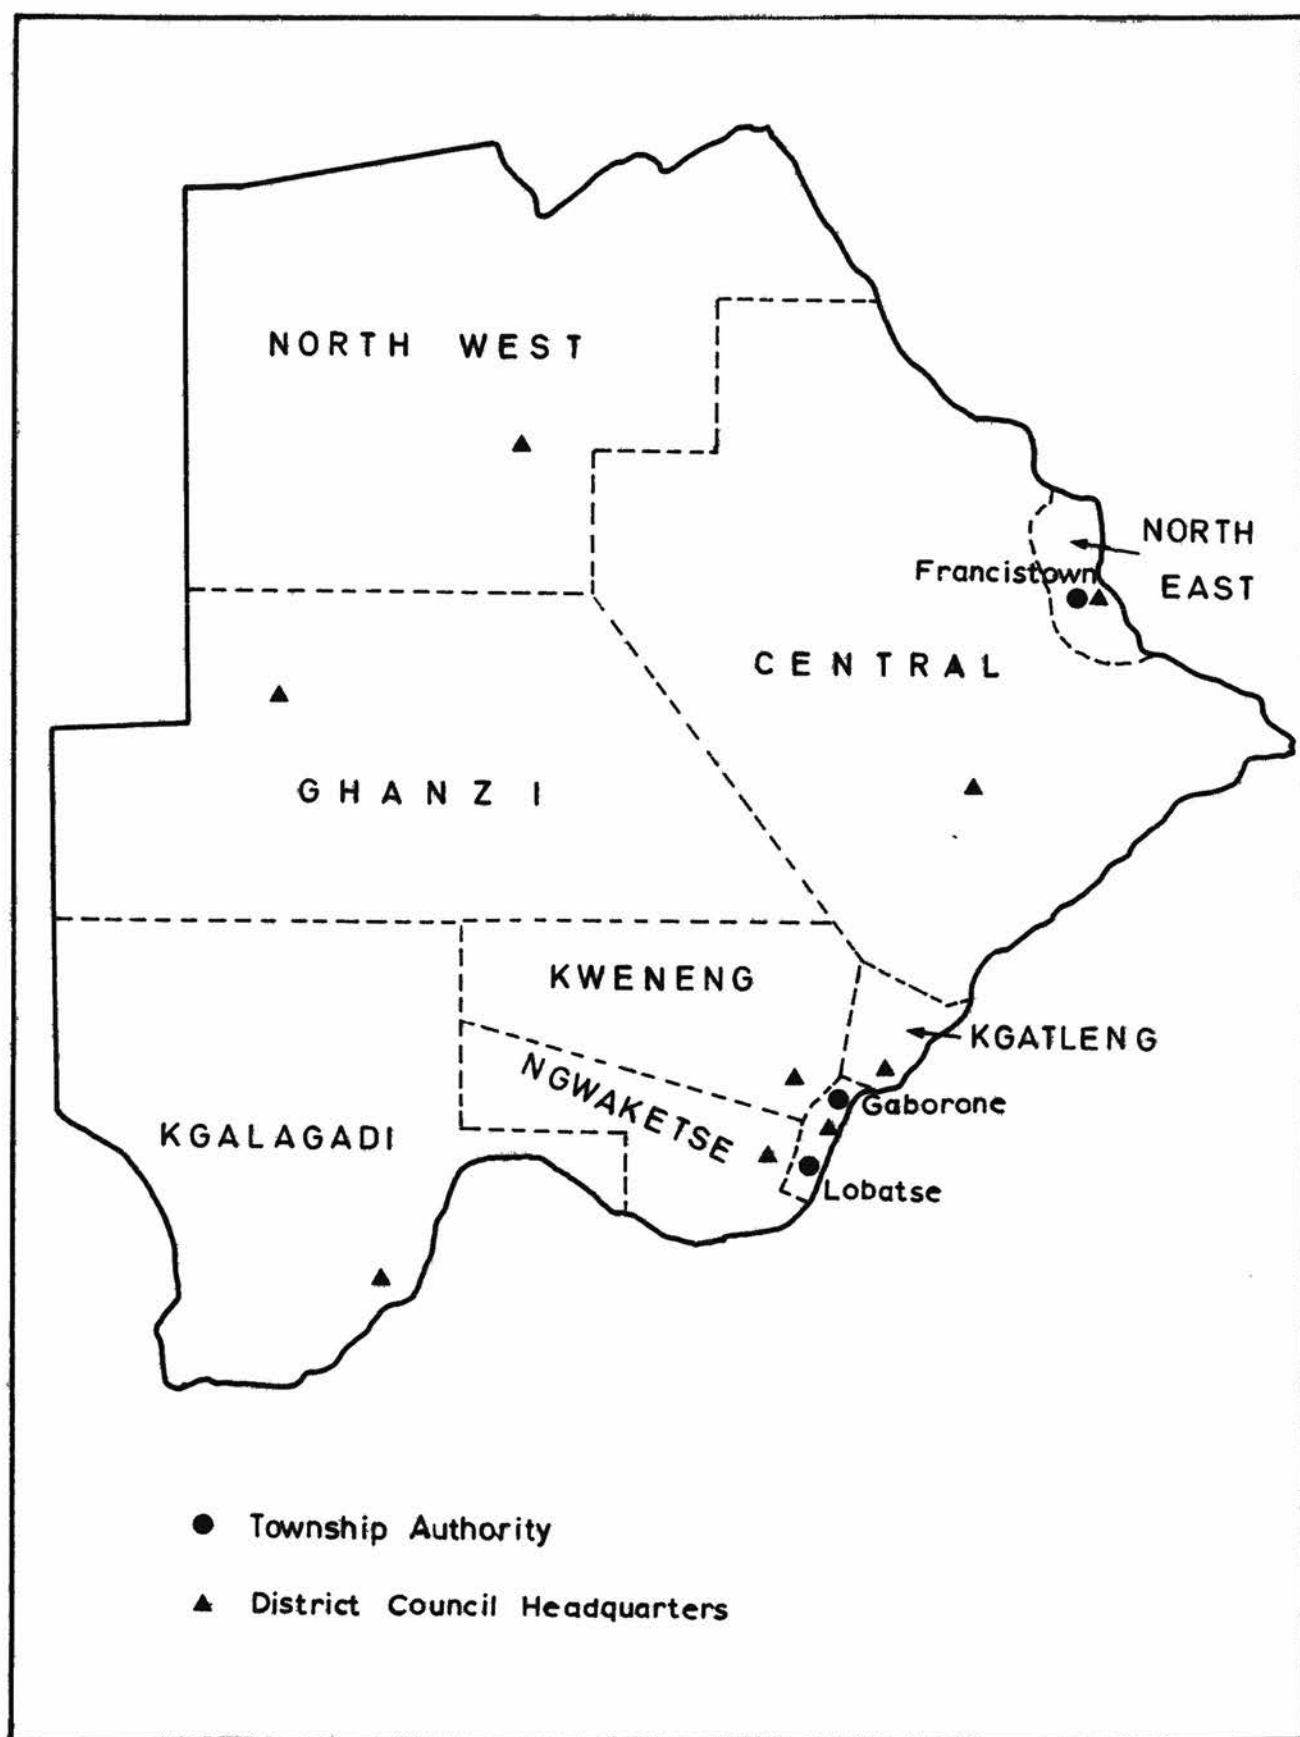 NORTH WEST
NORTH
EAST
Francistown
CENTRAL
GHANZI
KWENENG
KGATLENG
NGWAKETSE
Gaborone
KGALAGADI
Lobatse
Township Authority
District Council Headquarters